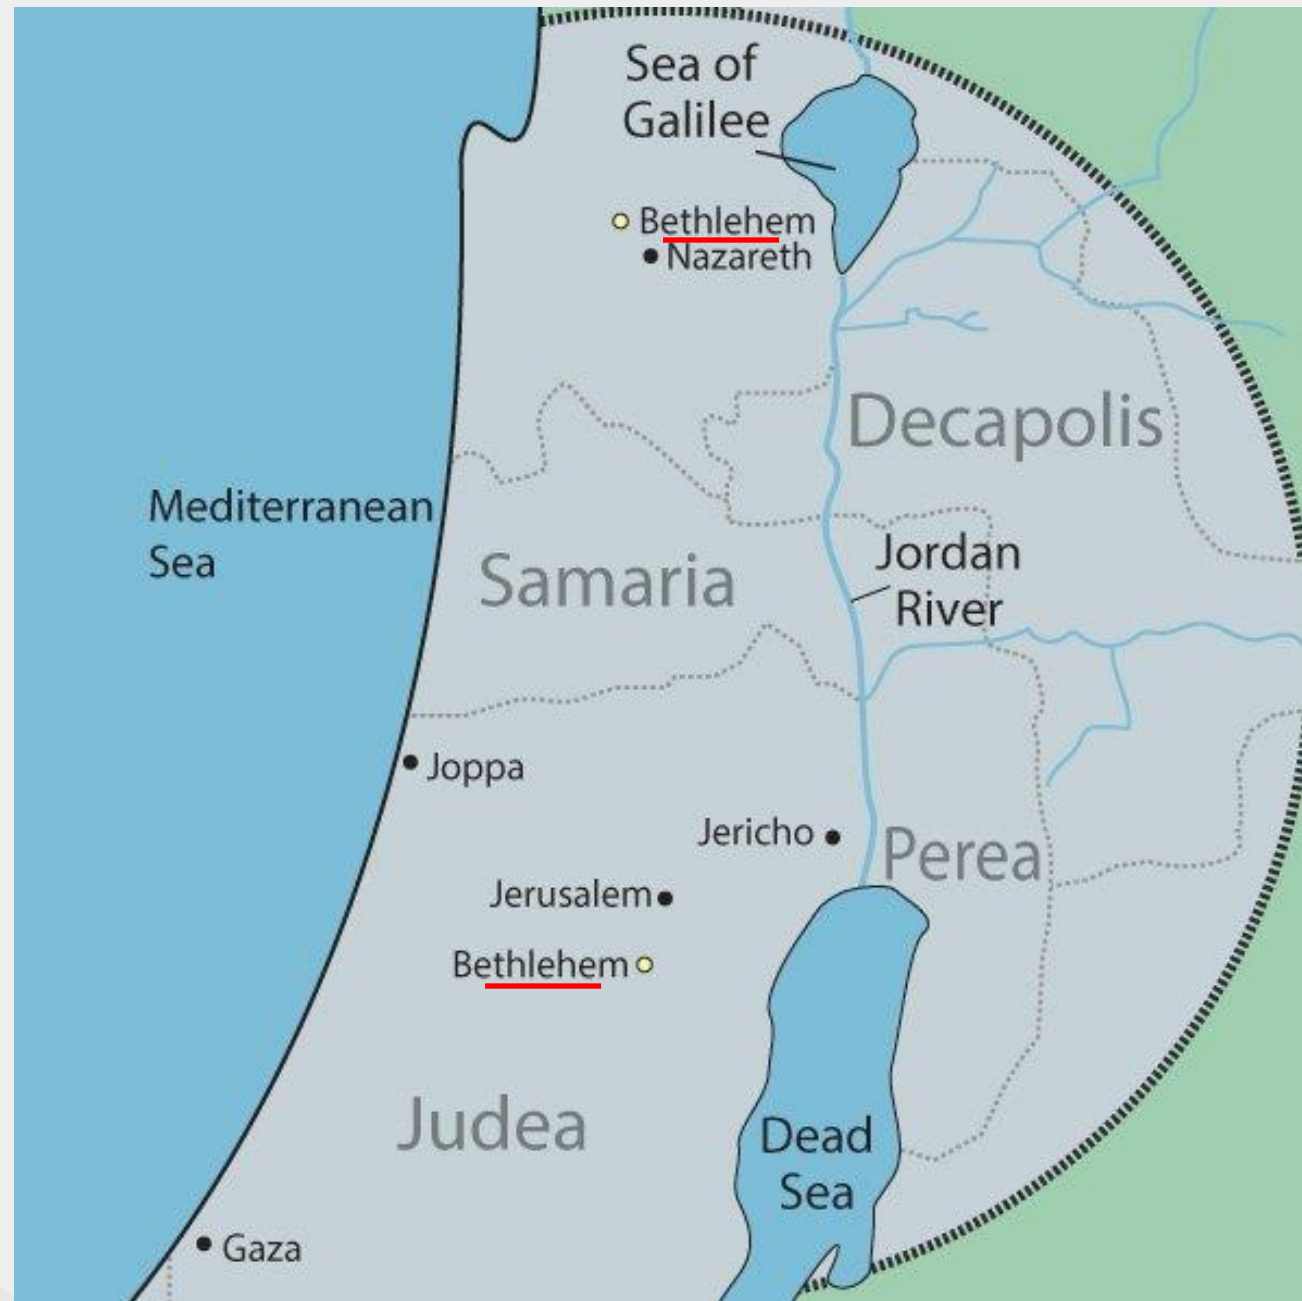 Sea of
Galilee
Bethlehem
Nazareth
Decapolis
Mediterranean
Sea
Samaria
Jordan
River
Joppa
Jericho
Perea
Jerusalem
Bethlehem
Judea
Dead
Sea
Gaza